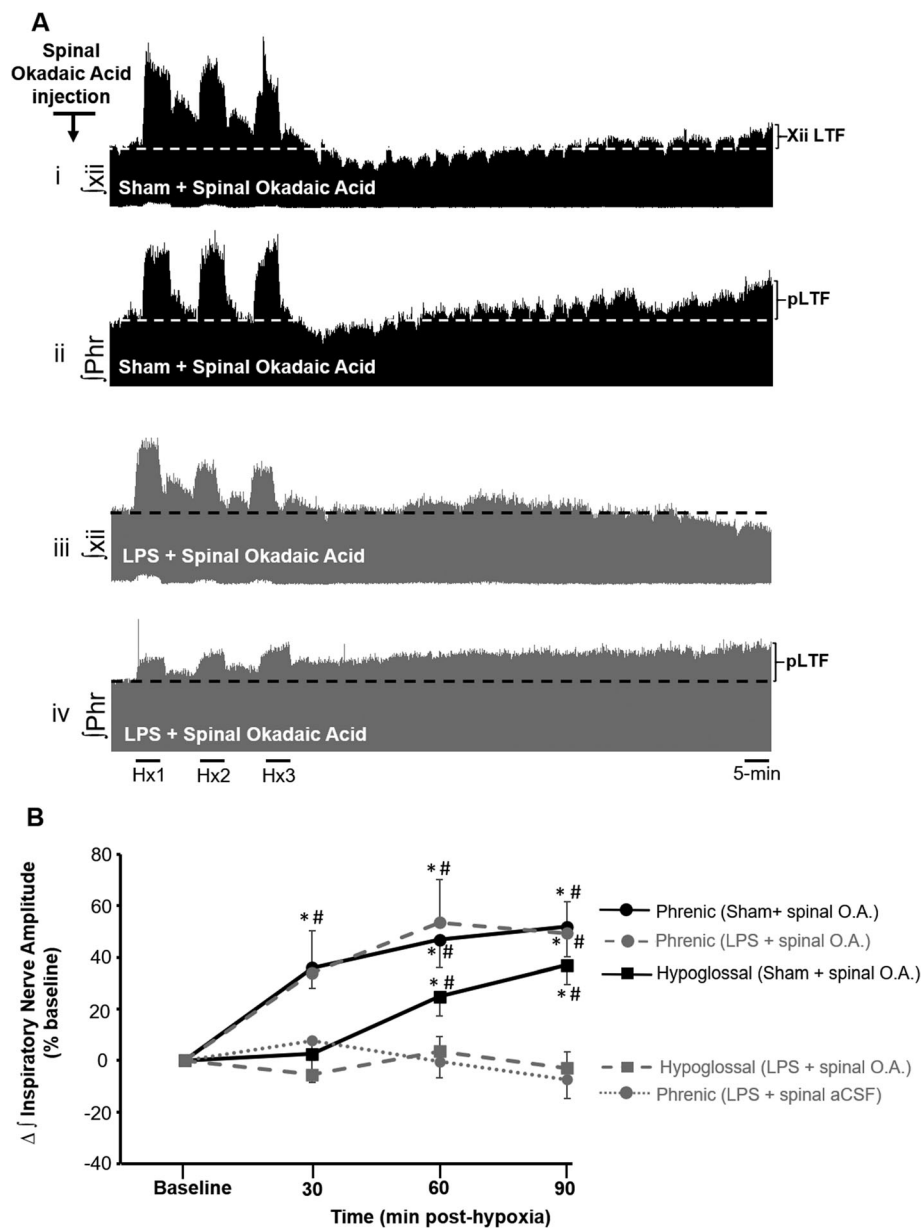 A
Spinal
Okadaic Acid
injection
Xii LTF
i
∫xii
Sham + Spinal Okadaic Acid
pLTF
ii
∫Phr
Sham + Spinal Okadaic Acid
iii
∫xii
LPS + Spinal Okadaic Acid
pLTF
iv
∫Phr
LPS + Spinal Okadaic Acid
Hx1
Hx2
Hx3
5-min
B
Δ ∫ Inspiratory Nerve Amplitude
(% baseline)
80
60
40
20
0
-20
-40
* #
* #
* #
* #
* #
* #
* #
Phrenic (Sham+ spinal O.A.)
Phrenic (LPS + spinal O.A.)
Hypoglossal (Sham + spinal O.A.)
Hypoglossal (LPS + spinal O.A.)
Phrenic (LPS + spinal aCSF)
Baseline
30
60
90
Time (min post-hypoxia)